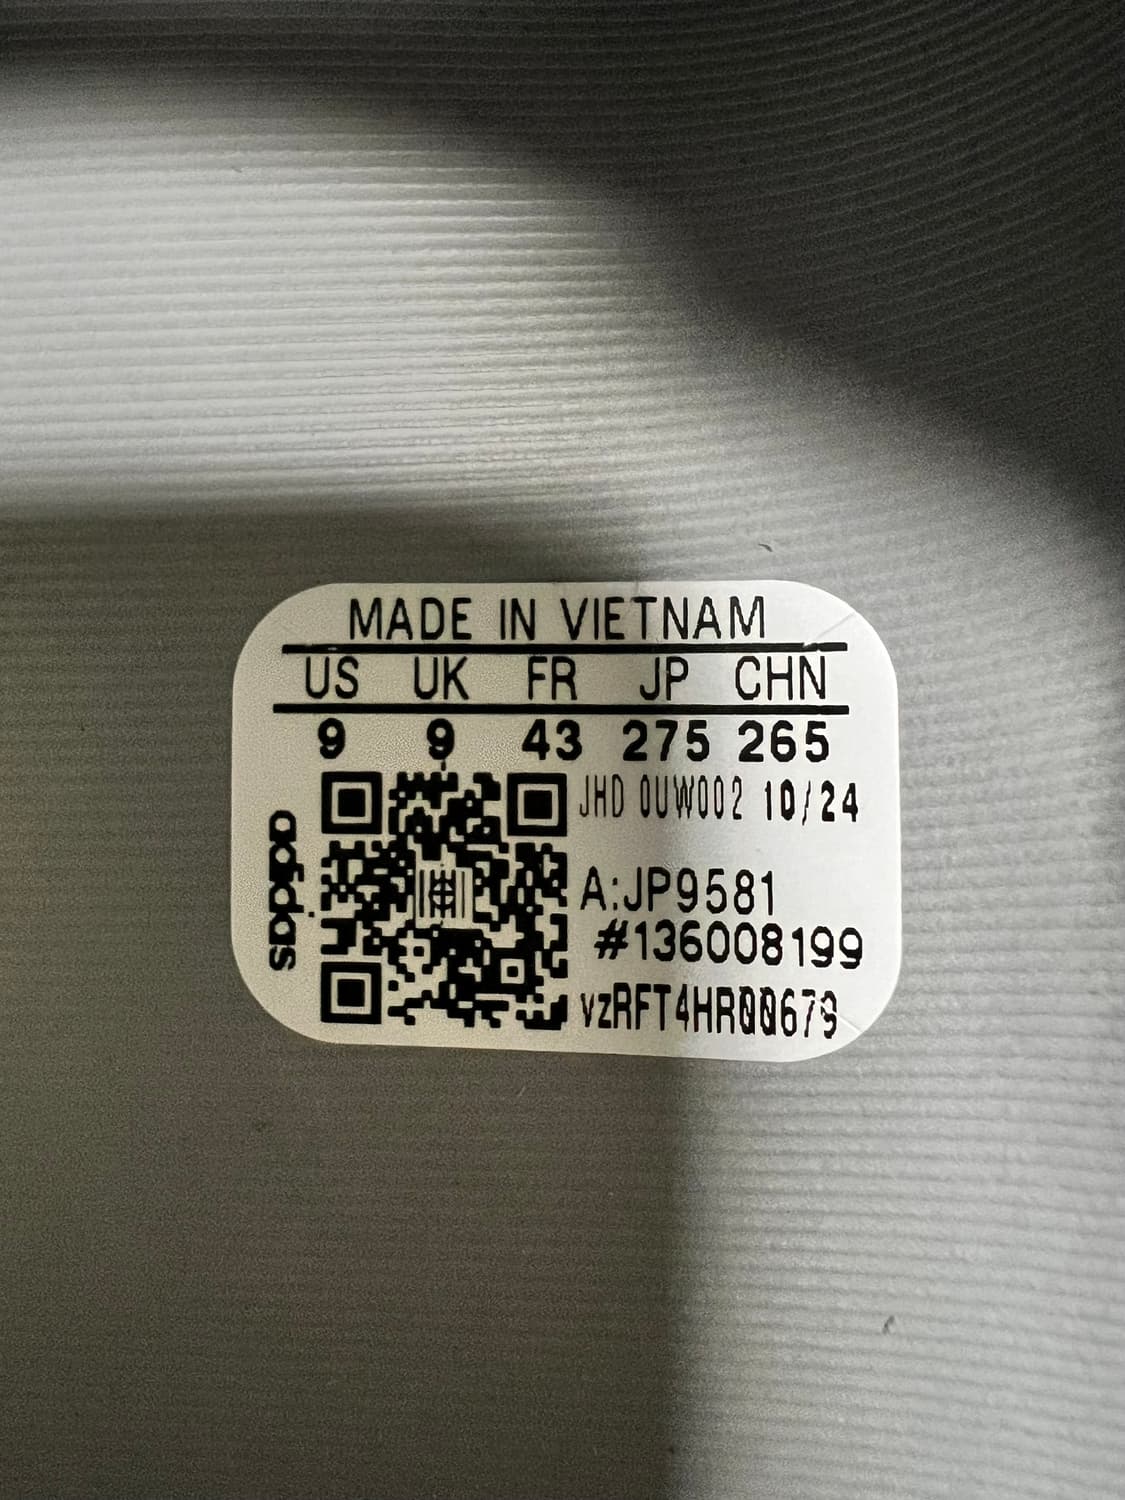 MADE IN VIETNAM
US UK FR JP CHN
9 9 43 275 265
JHD 0UW002 10/24
A:JP9581
#136008199
vzRFT4HR00679
adidas